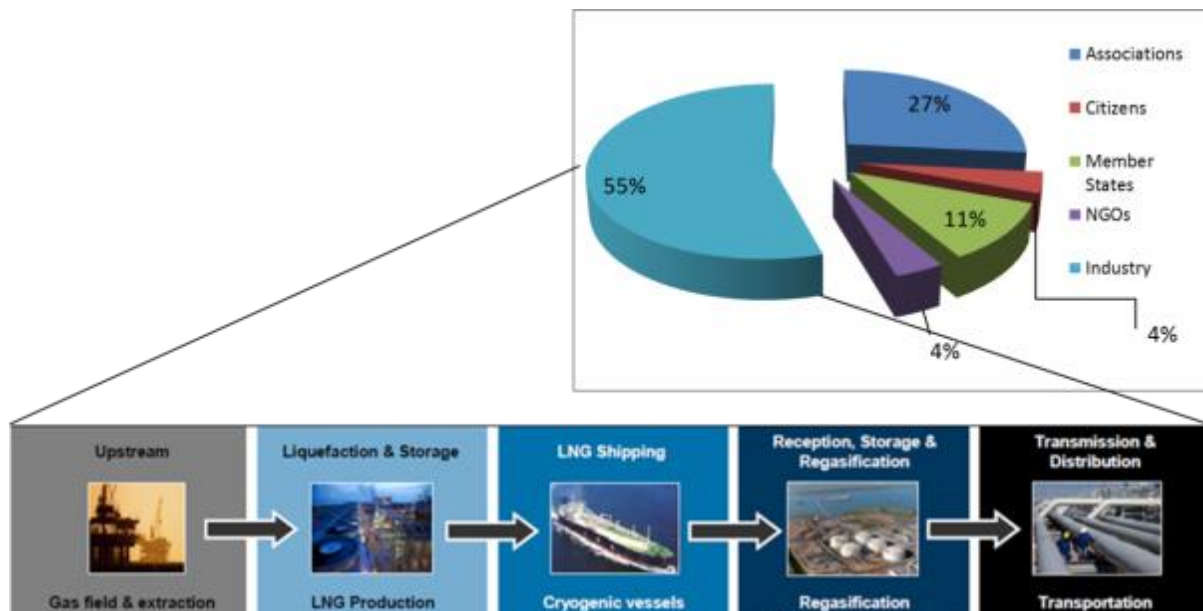 27%
55%
11%
4%
4%
Associations
Citizens
Member
States
NGOs
Industry
Upstream
Liquefaction & Storage
LNG Shipping
Reception, Storage &
Regasification
Transmission &
Distribution
Gas field & extraction
LNG Production
Cryogenic vessels
Regasification
Transportation